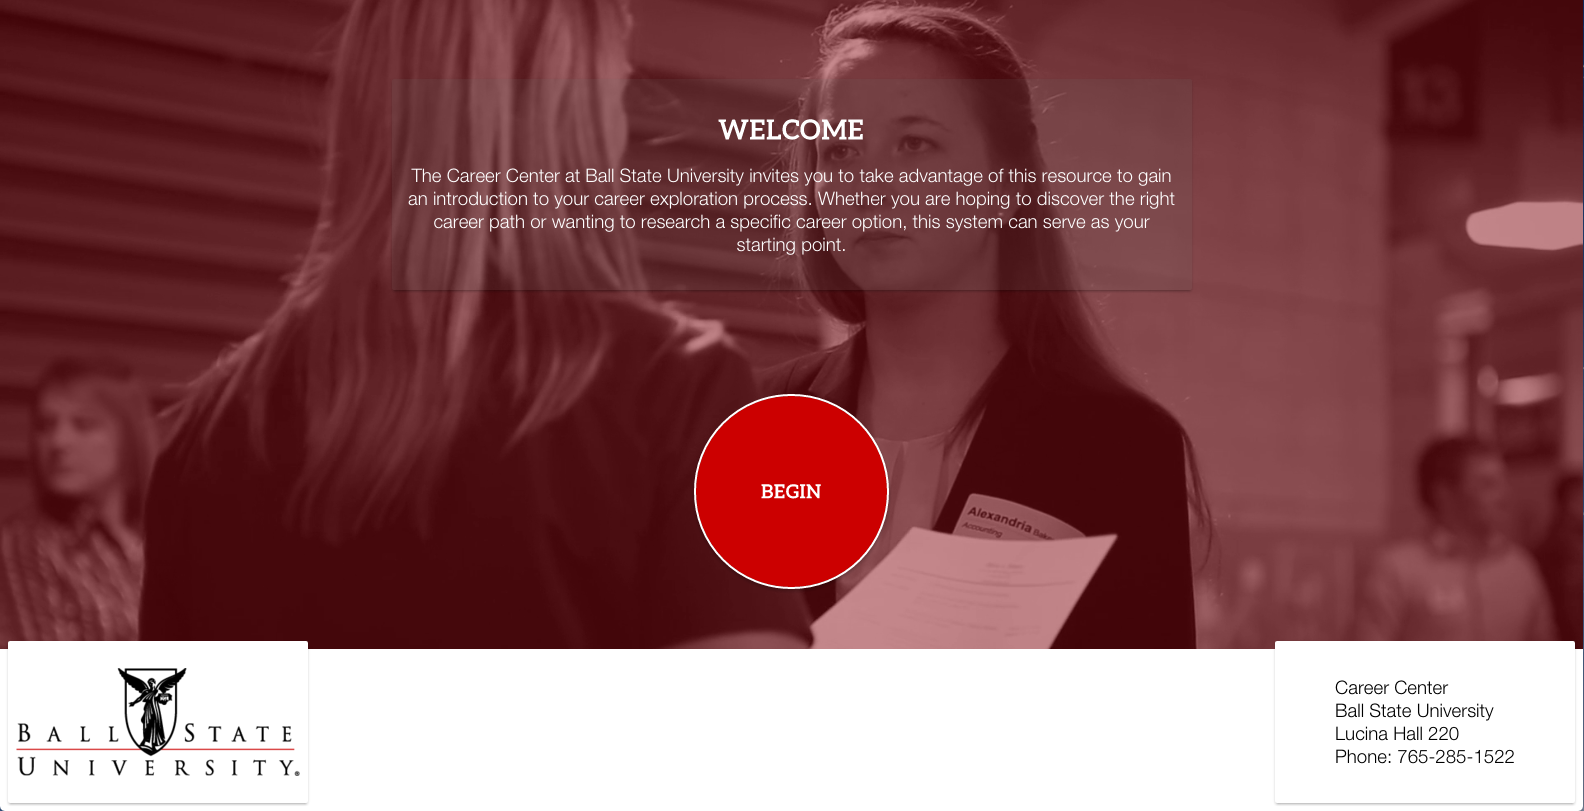 WELCOME
The Career Center at Ball State University invites you to take advantage of this resource to gain
an introduction to your career exploration process. Whether you are hoping to discover the right
career path or wanting to research a specific career option, this system can serve as your
starting point.
13
BEGIN
Alexandria
Accounting
BALL STATE
UNIVERSITY®
Career Center
Ball State University
Lucina Hall 220
Phone: 765-285-1522